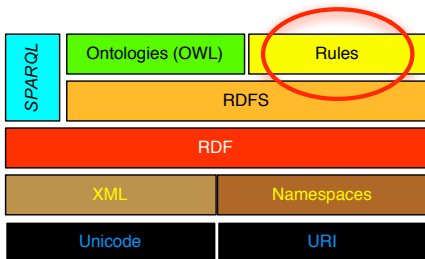 SPARQL
Ontologies (OWL)
Rules
RDFS
RDF
XML
Namespaces
Unicode
URI